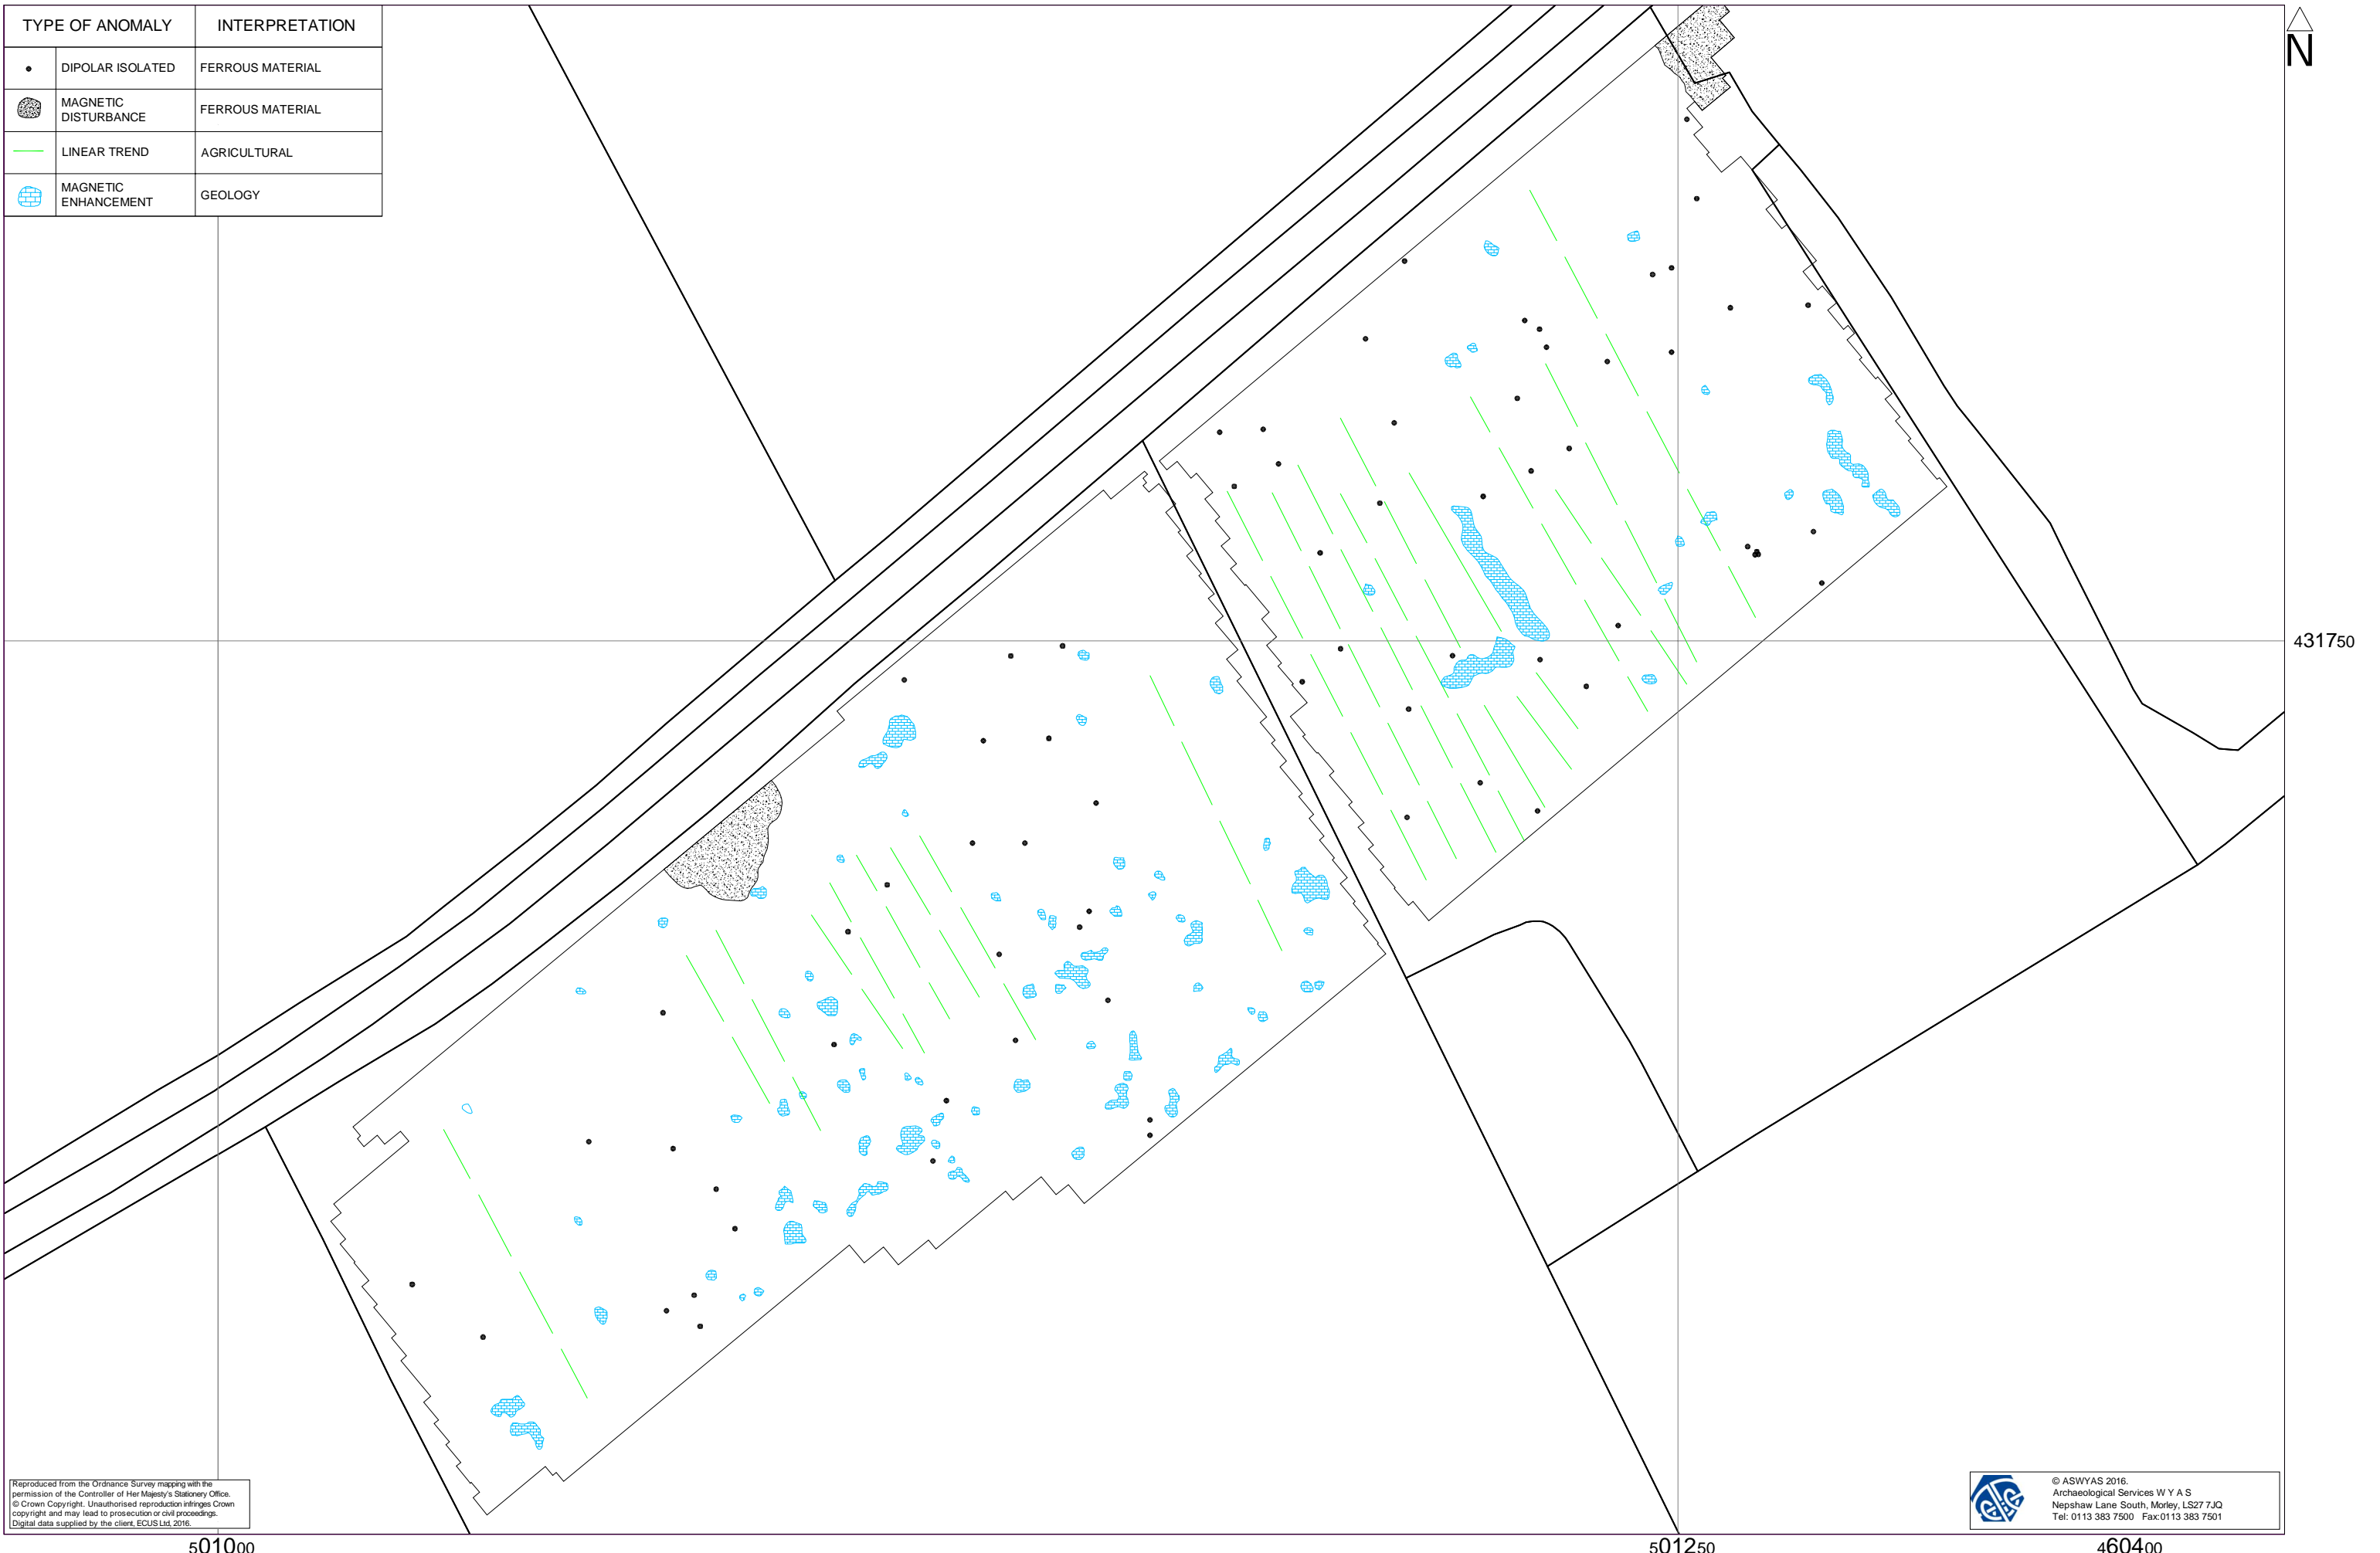 TYPE OF ANOMALY INTERPRETATION
DIPOLAR ISOLATED FERROUS MATERIAL
MAGNETIC
DISTURBANCE FERROUS MATERIAL
LINEAR TREND AGRICULTURAL
MAGNETIC
ENHANCEMENT GEOLOGY
N
431750
Reproduced from the Ordnance Survey mapping with the
permission of the Controller of Her Majesty's Stationery Office.
© Crown Copyright. Unauthorised reproduction infringes Crown
copyright and may lead to prosecution or civil proceedings.
Digital data supplied by the client, ECUS Ltd, 2016.
© ASWYAS 2016.
Archaeological Services W Y A S
Nepshaw Lane South, Morley, LS27 7JQ
Tel: 0113 383 7500 Fax:0113 383 7501
501000
501250
460400